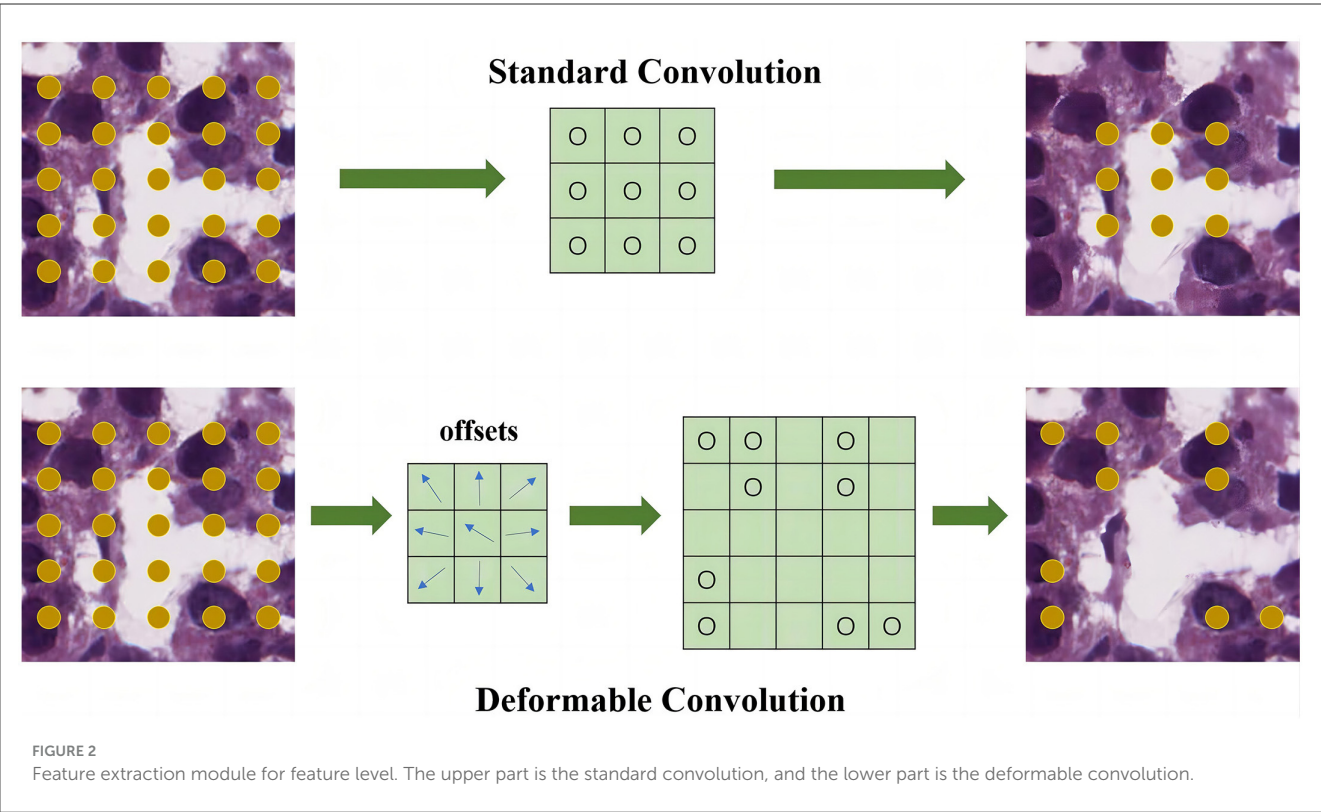 Standard Convolution
O O O
O O O
O O O
offsets
O O O
O O
O
O O O
Deformable Convolution
FIGURE 2
Feature extraction module for feature level. The upper part is the standard convolution, and the lower part is the deformable convolution.